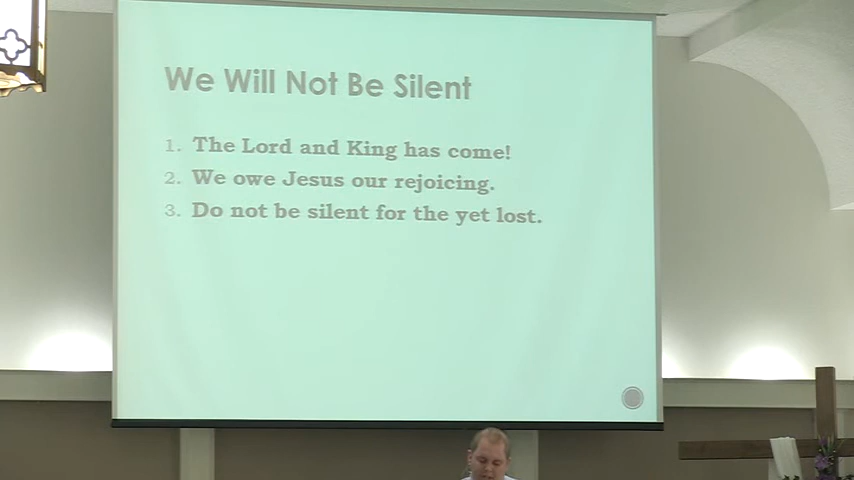 We Will Not Be Silent
1. The Lord and King has come!
2. We owe Jesus our rejoicing.
3. Do not be silent for the yet lost.